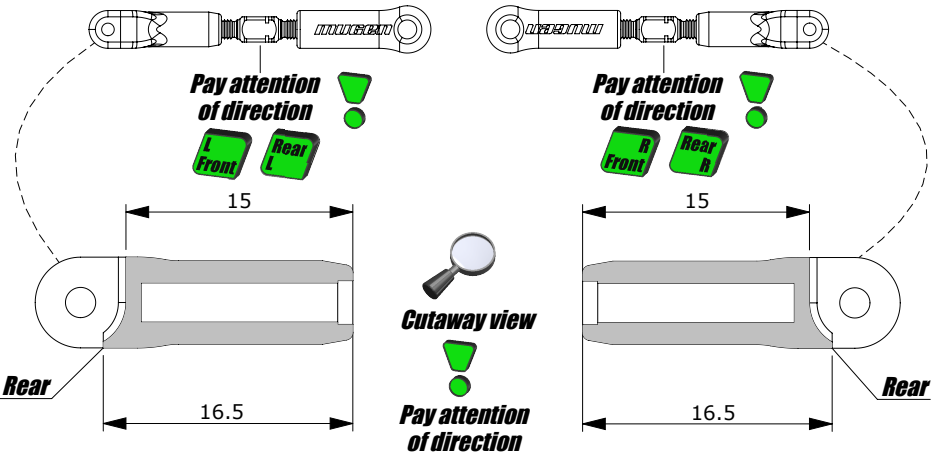 mugen
mugen
Pay attention
of direction
L
Front
Rear
L
Pay attention
of direction
R
Front
Rear
R
15
15
Cutaway view
Pay attention
of direction
Rear
Rear
16.5
16.5